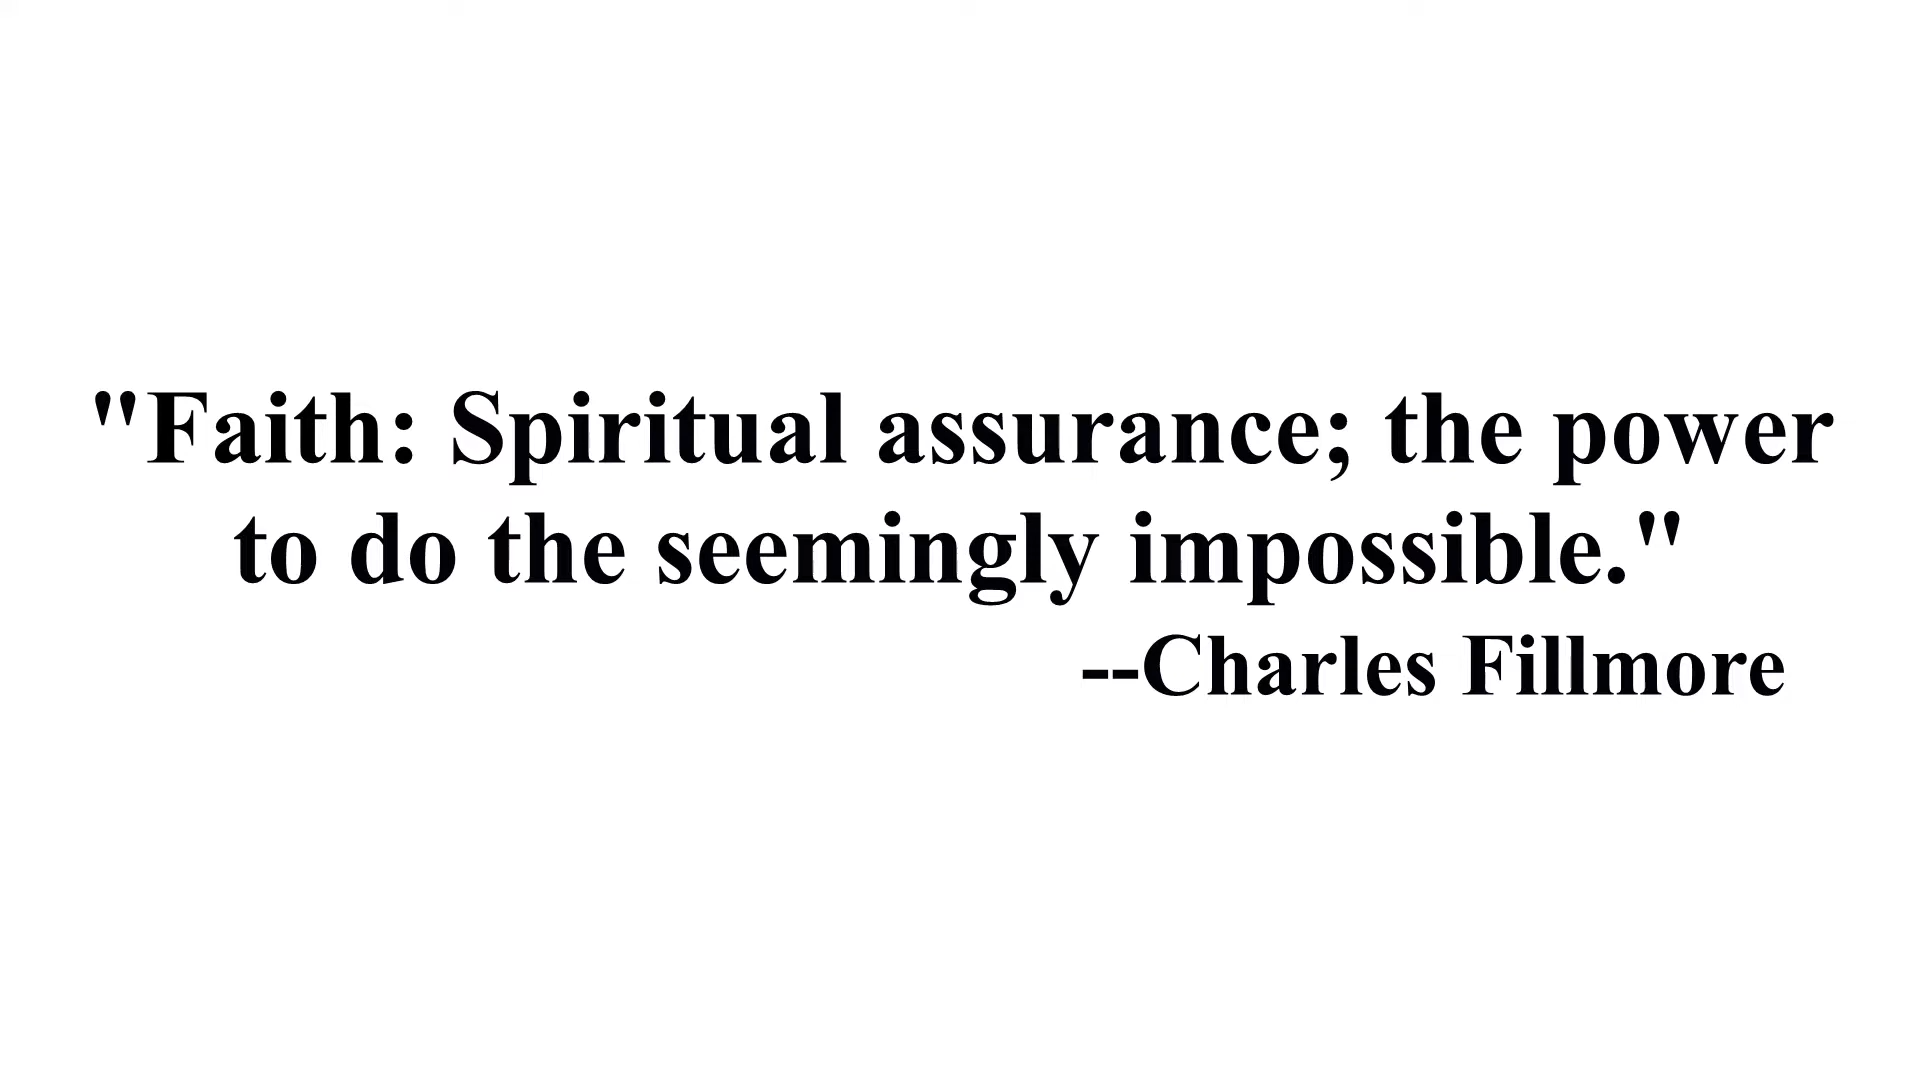 "Faith: Spiritual assurance; the power
to do the seemingly impossible."
--Charles Fillmore